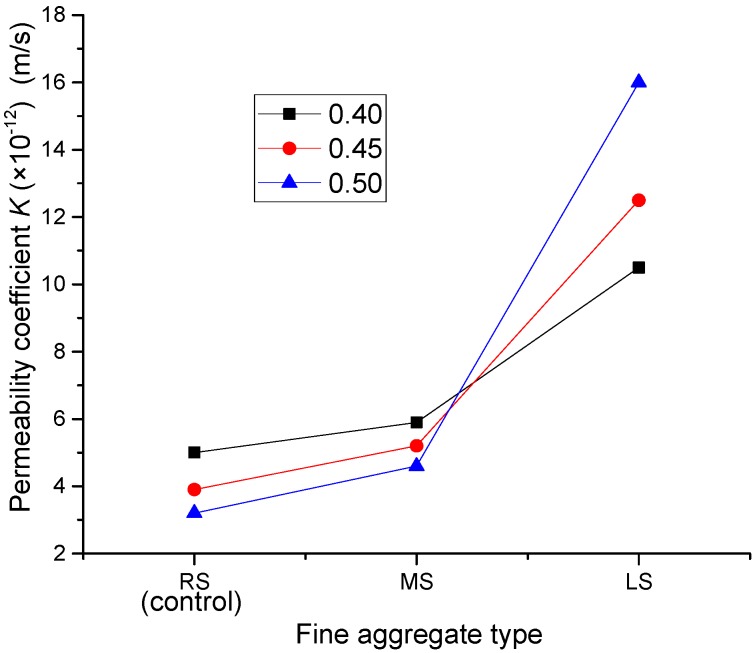 Permeability coefficient K (×10⁻¹²) (m/s)
18
16
14
12
10
8
6
4
2
0.40
0.45
0.50
RS
(control)
MS
LS
Fine aggregate type